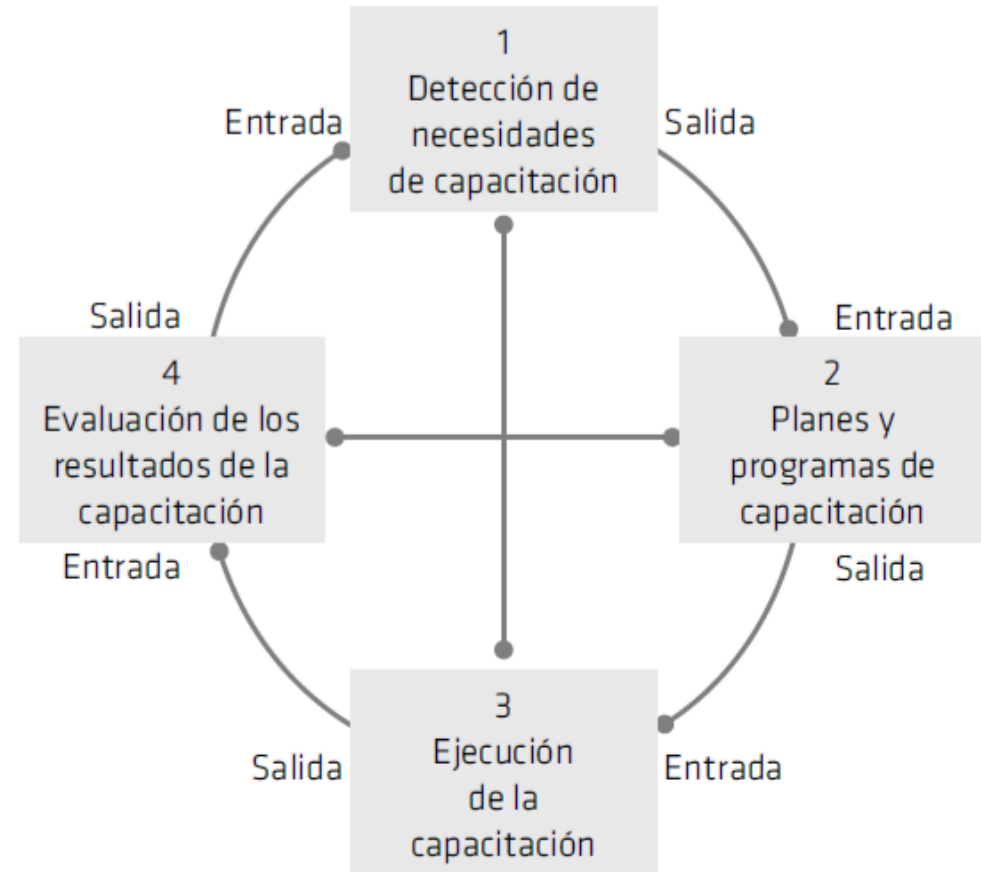 1
Detección de
necesidades
de capacitación
Entrada
Salida
Salida
Entrada
4
Evaluación de los
resultados de la
capacitación
2
Planes y
programas de
capacitación
Entrada
Salida
3
Ejecución
de la
capacitación
Salida
Entrada